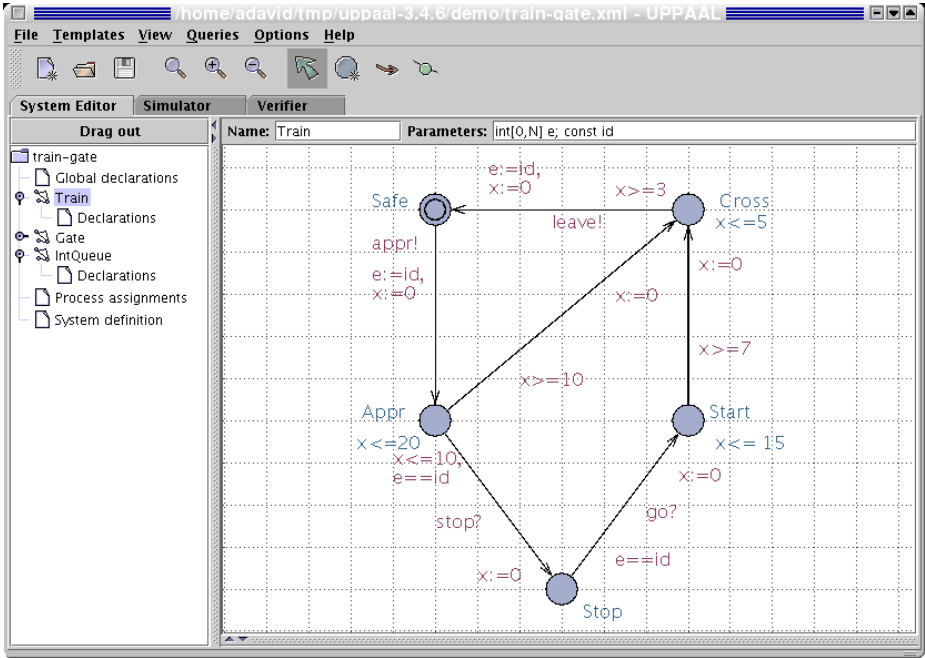 /home/adavid/tmp/uppaal-3.4.6/demo/train-gate.xml - UPPAAL
File Templates View Queries Options Help
System Editor Simulator Verifier
Drag out
Name: Train Parameters: int[0,N] e; const id
train-gate
Global declarations
Train
Declarations
Gate
IntQueue
Declarations
Process assignments
System definition
e:=id,
x:=0
x>=3
Safe
Cross
x<=5
leave!
appr!
e:=id,
x:=0
x:=0
x:=0
x>=7
x>=10
Appr
x<=20
Start
x<= 15
x<=10,
e==id
x:=0
stop?
go?
e==id
x:=0
Stop